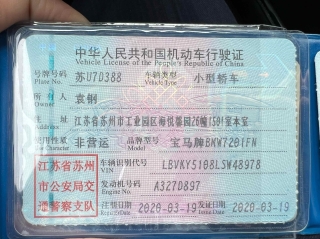 中华人民共和国机动车行驶证
Vehicle License of the People's Republic of China
号牌号码 苏U7D388 车辆类型 小型轿车
Plate No. Vehicle Type
所有人 袁钢
Owner
住址 江苏省苏州市工业园区海悦馨园26幢1501室本室
使用性质 非营运 品牌型号 宝马牌BMW7201FN
Use Character Model
江苏省苏州 车辆识别代号 LBVKY5108LSW48978
VIN
市公安局交 发动机号码 A327D897
Engine No.
通警察支队 注册日期 2020-03-19 发证日期 2020-03-19
Register Date Issue Date